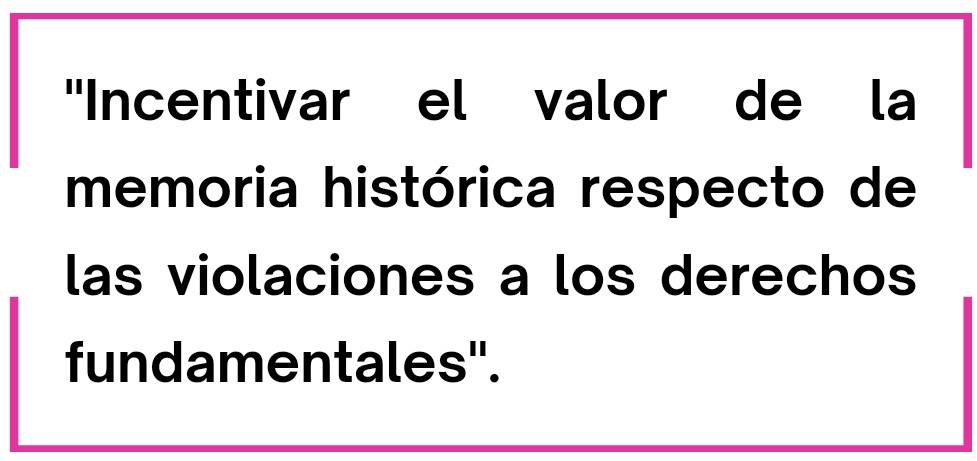 "Incentivar el valor de la
memoria histórica respecto de
las violaciones a los derechos
fundamentales".